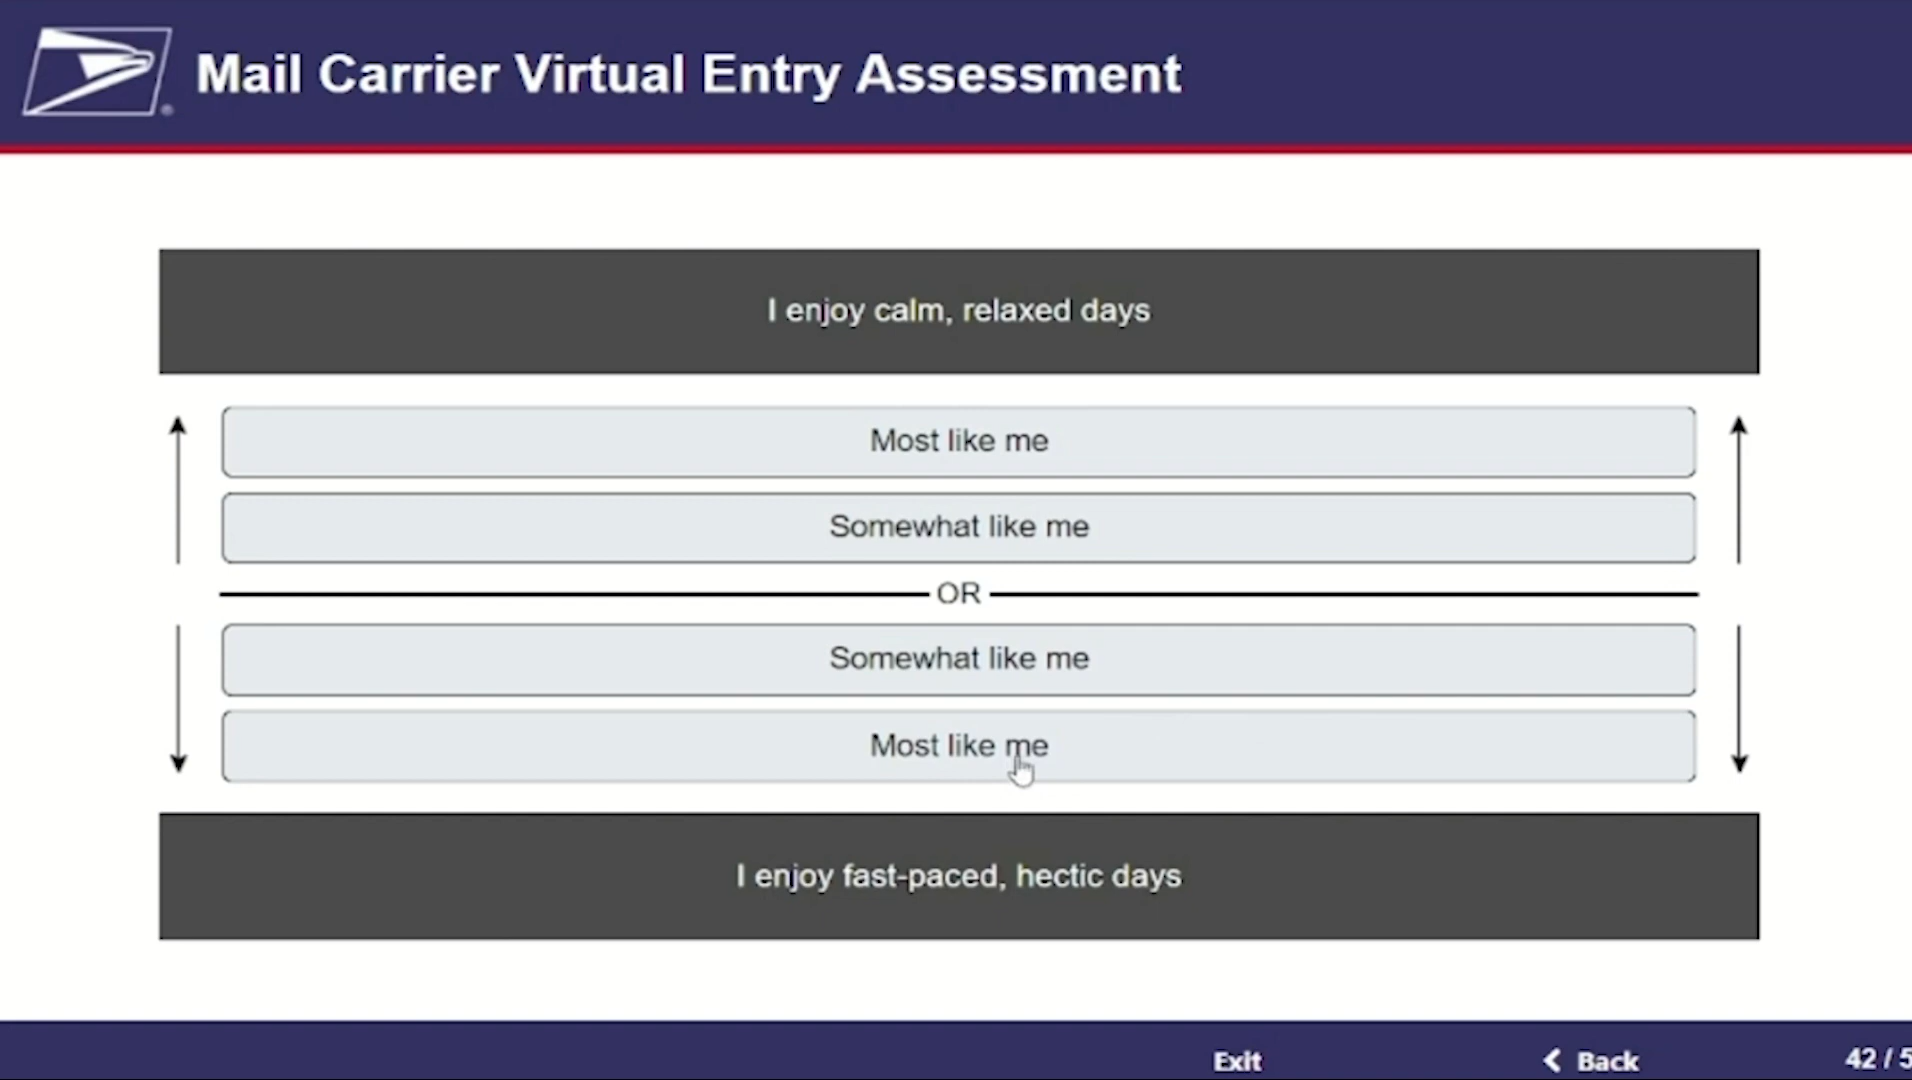 Mail Carrier Virtual Entry Assessment
I enjoy calm, relaxed days
Most like me
Somewhat like me
OR
Somewhat like me
Most like me
I enjoy fast-paced, hectic days
Exit
Back
42 / 5